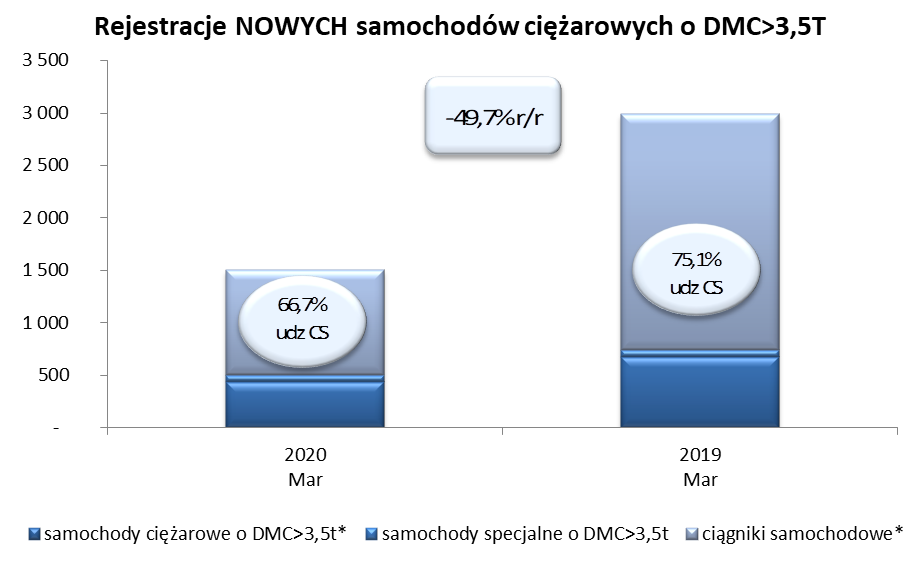 Rejestracje NOWYCH samochodów ciężarowych o DMC>3,5T
3 500
3 000
2 500
2 000
1 500
1 000
500
-
-49,7% r/r
66,7%
udz CS
75,1%
udz CS
2020
Mar
2019
Mar
samochody ciężarowe o DMC>3,5t*
samochody specjalne o DMC>3,5t
ciągniki samochodowe*